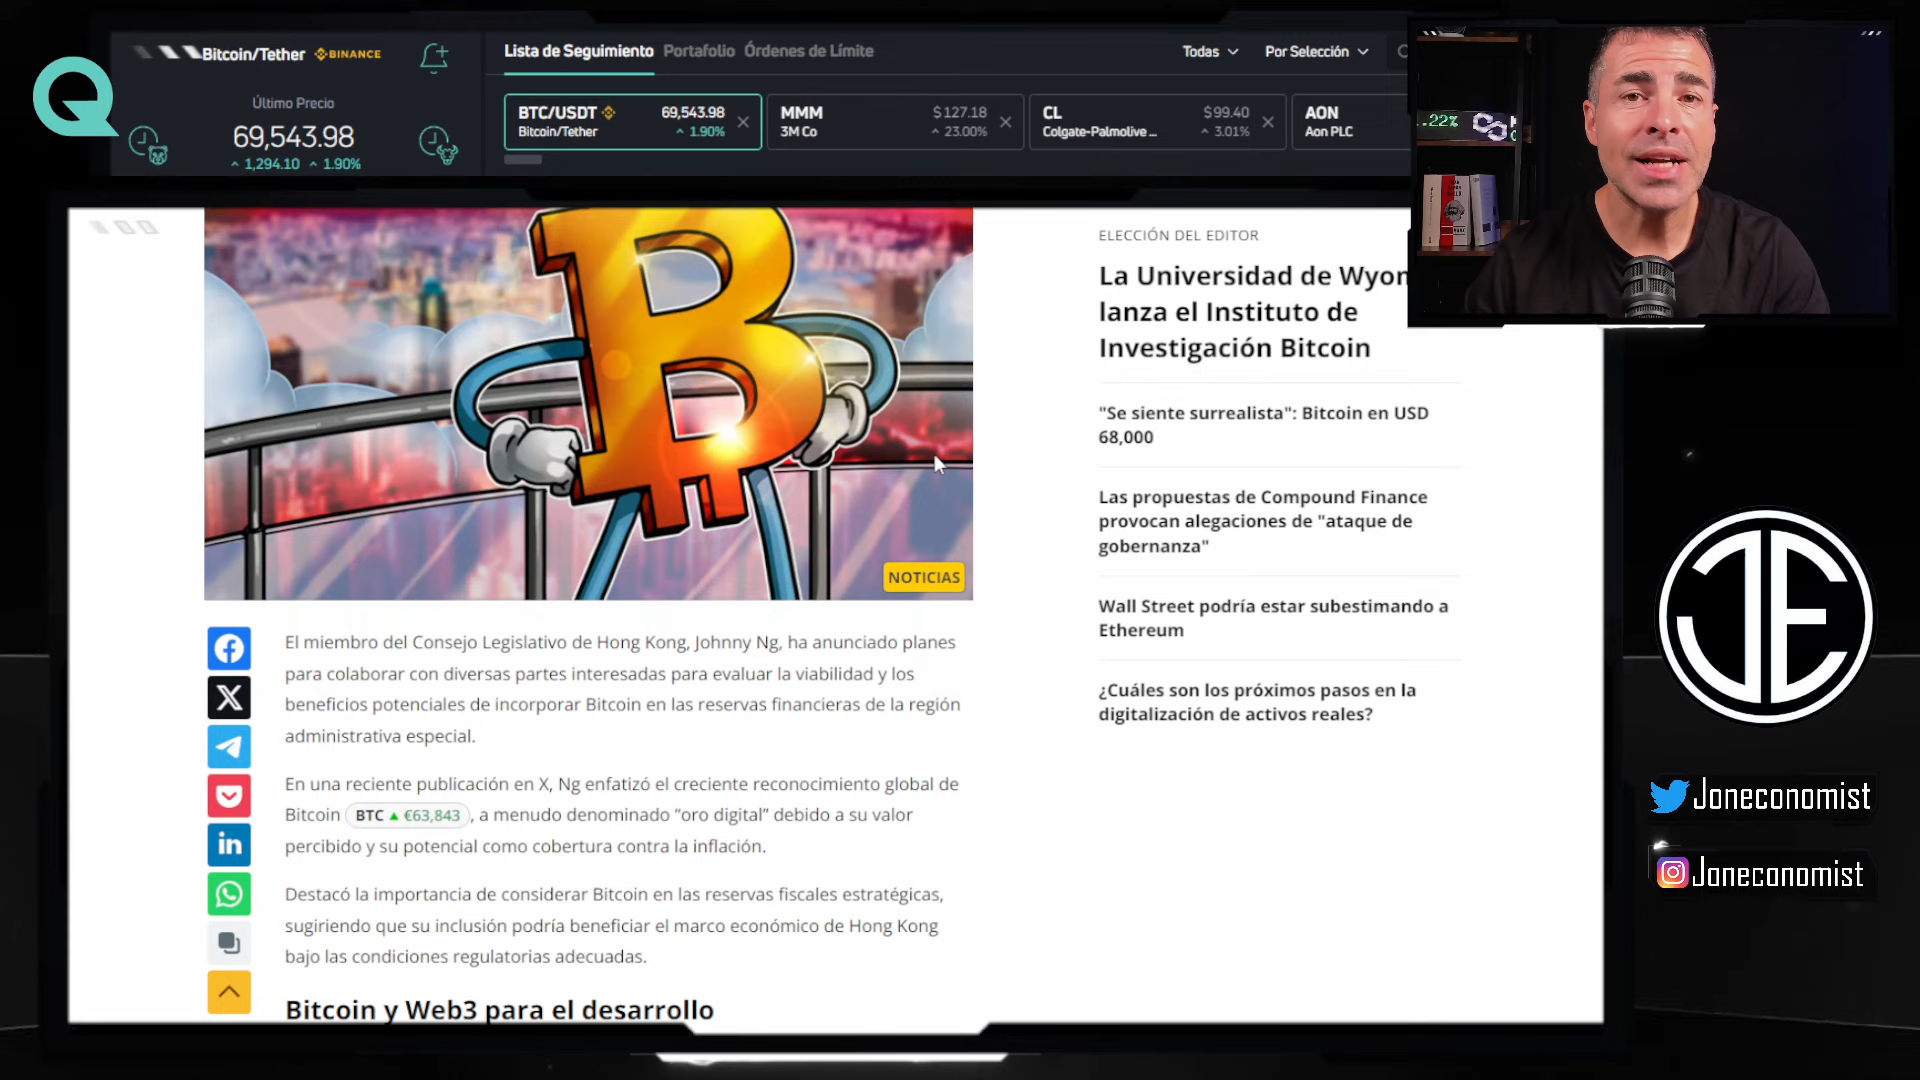 Bitcoin/Tether BINANCE
Último Precio
69,543.98
1,294.10 1.90%
Lista de Seguimiento Portafolio Órdenes de Límite
Todas Por Selección
BTC/USDT 69,543.98
Bitcoin/Tether 1.90%
MMM $127.18
3M Co 23.00%
CL $99.40
Colgate-Palmolive ... 3.01%
AON
Aon PLC
.22%
NOTICIAS
El miembro del Consejo Legislativo de Hong Kong, Johnny Ng, ha anunciado planes
para colaborar con diversas partes interesadas para evaluar la viabilidad y los
beneficios potenciales de incorporar Bitcoin en las reservas financieras de la región
administrativa especial.
En una reciente publicación en X, Ng enfatizó el creciente reconocimiento global de
Bitcoin BTC ▲ €63,843 , a menudo denominado “oro digital” debido a su valor
percibido y su potencial como cobertura contra la inflación.
Destacó la importancia de considerar Bitcoin en las reservas fiscales estratégicas,
sugiriendo que su inclusión podría beneficiar el marco económico de Hong Kong
bajo las condiciones regulatorias adecuadas.
Bitcoin y Web3 para el desarrollo
ELECCIÓN DEL EDITOR
La Universidad de Wyon
lanza el Instituto de
Investigación Bitcoin
"Se siente surrealista": Bitcoin en USD
68,000
Las propuestas de Compound Finance
provocan alegaciones de "ataque de
gobernanza"
Wall Street podría estar subestimando a
Ethereum
¿Cuáles son los próximos pasos en la
digitalización de activos reales?
JE
Joneconomist
Joneconomist